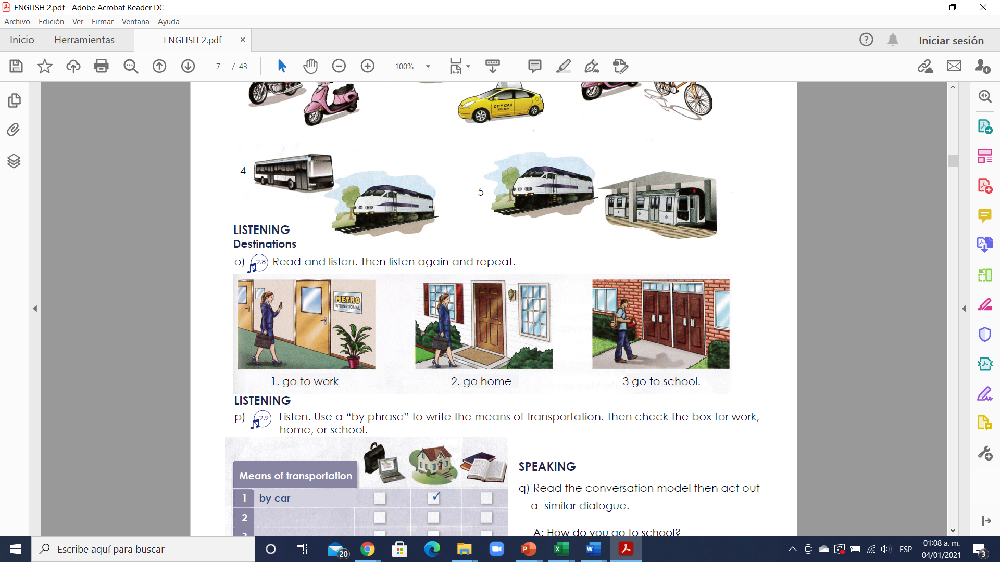 ENGLISH 2.pdf - Adobe Acrobat Reader DC
Archivo Edición Ver Firmar Ventana Ayuda
Inicio Herramientas ENGLISH 2.pdf × Iniciar sesión
7 / 43 100%
CITY CAB
555-1234
4
5
LISTENING
Destinations
o) 2.8 Read and listen. Then listen again and repeat.
METRO
INTERNATIONAL
1. go to work 2. go home 3 go to school.
LISTENING
p) 2.9 Listen. Use a “by phrase” to write the means of transportation. Then check the box for work,
home, or school.
Means of transportation
1 by car
2
3
SPEAKING
q) Read the conversation model then act out
a similar dialogue.
A: How do you go to school?
Escribe aquí para buscar
20
ESP
01:08 a. m.
04/01/2021
3